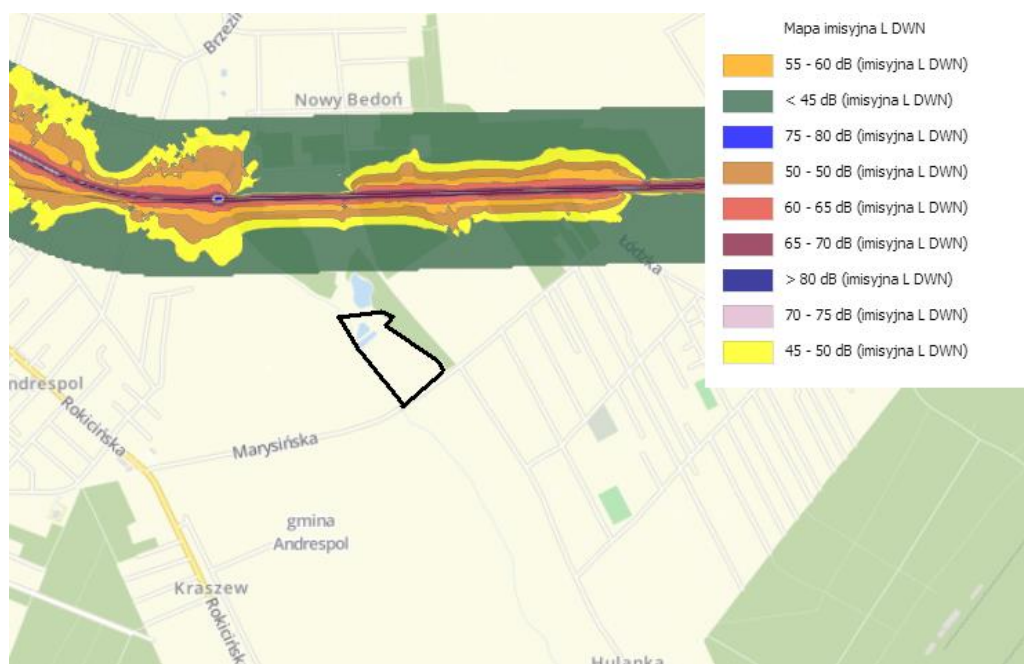 Mapa imisyjna L DWN
55 - 60 dB (imisyjna L DWN)
< 45 dB (imisyjna L DWN)
75 - 80 dB (imisyjna L DWN)
50 - 50 dB (imisyjna L DWN)
60 - 65 dB (imisyjna L DWN)
65 - 70 dB (imisyjna L DWN)
> 80 dB (imisyjna L DWN)
70 - 75 dB (imisyjna L DWN)
45 - 50 dB (imisyjna L DWN)
Brzezi
Nowy Bedoń
Łódzka
ndrespol
Rokicińska
Marysińska
gmina
Andrespol
Kraszew
Rokicińsk
Hulanka